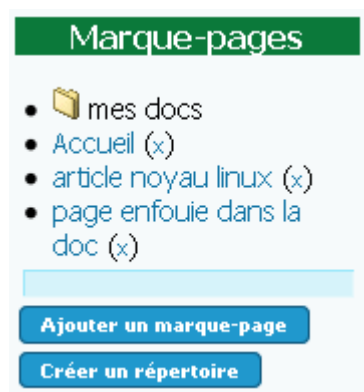 Marque-pages
mes docs
Accueil (x)
article noyau linux (x)
page enfouie dans la
doc (x)
Ajouter un marque-page
Créer un répertoire